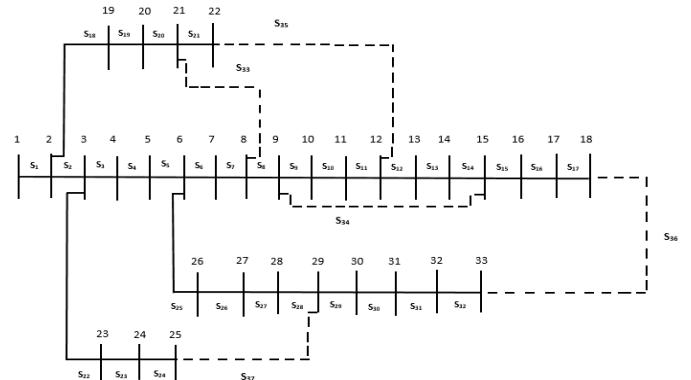 19 20 21 22
S₁₈ S₁₉ S₂₀ S₂₁ S₃₅
S₃₃
1 2 3 4 5 6 7 8 9 10 11 12 13 14 15 16 17 18
S₁ S₂ S₃ S₄ S₅ S₆ S₇ S₈ S₉ S₁₀ S₁₁ S₁₂ S₁₃ S₁₄ S₁₅ S₁₆ S₁₇
S₃₄
S₃₆
26 27 28 29 30 31 32 33
S₂₅ S₂₆ S₂₇ S₂₈ S₂₉ S₃₀ S₃₁ S₃₂
23 24 25
S₂₂ S₂₃ S₂₄ S₃₇